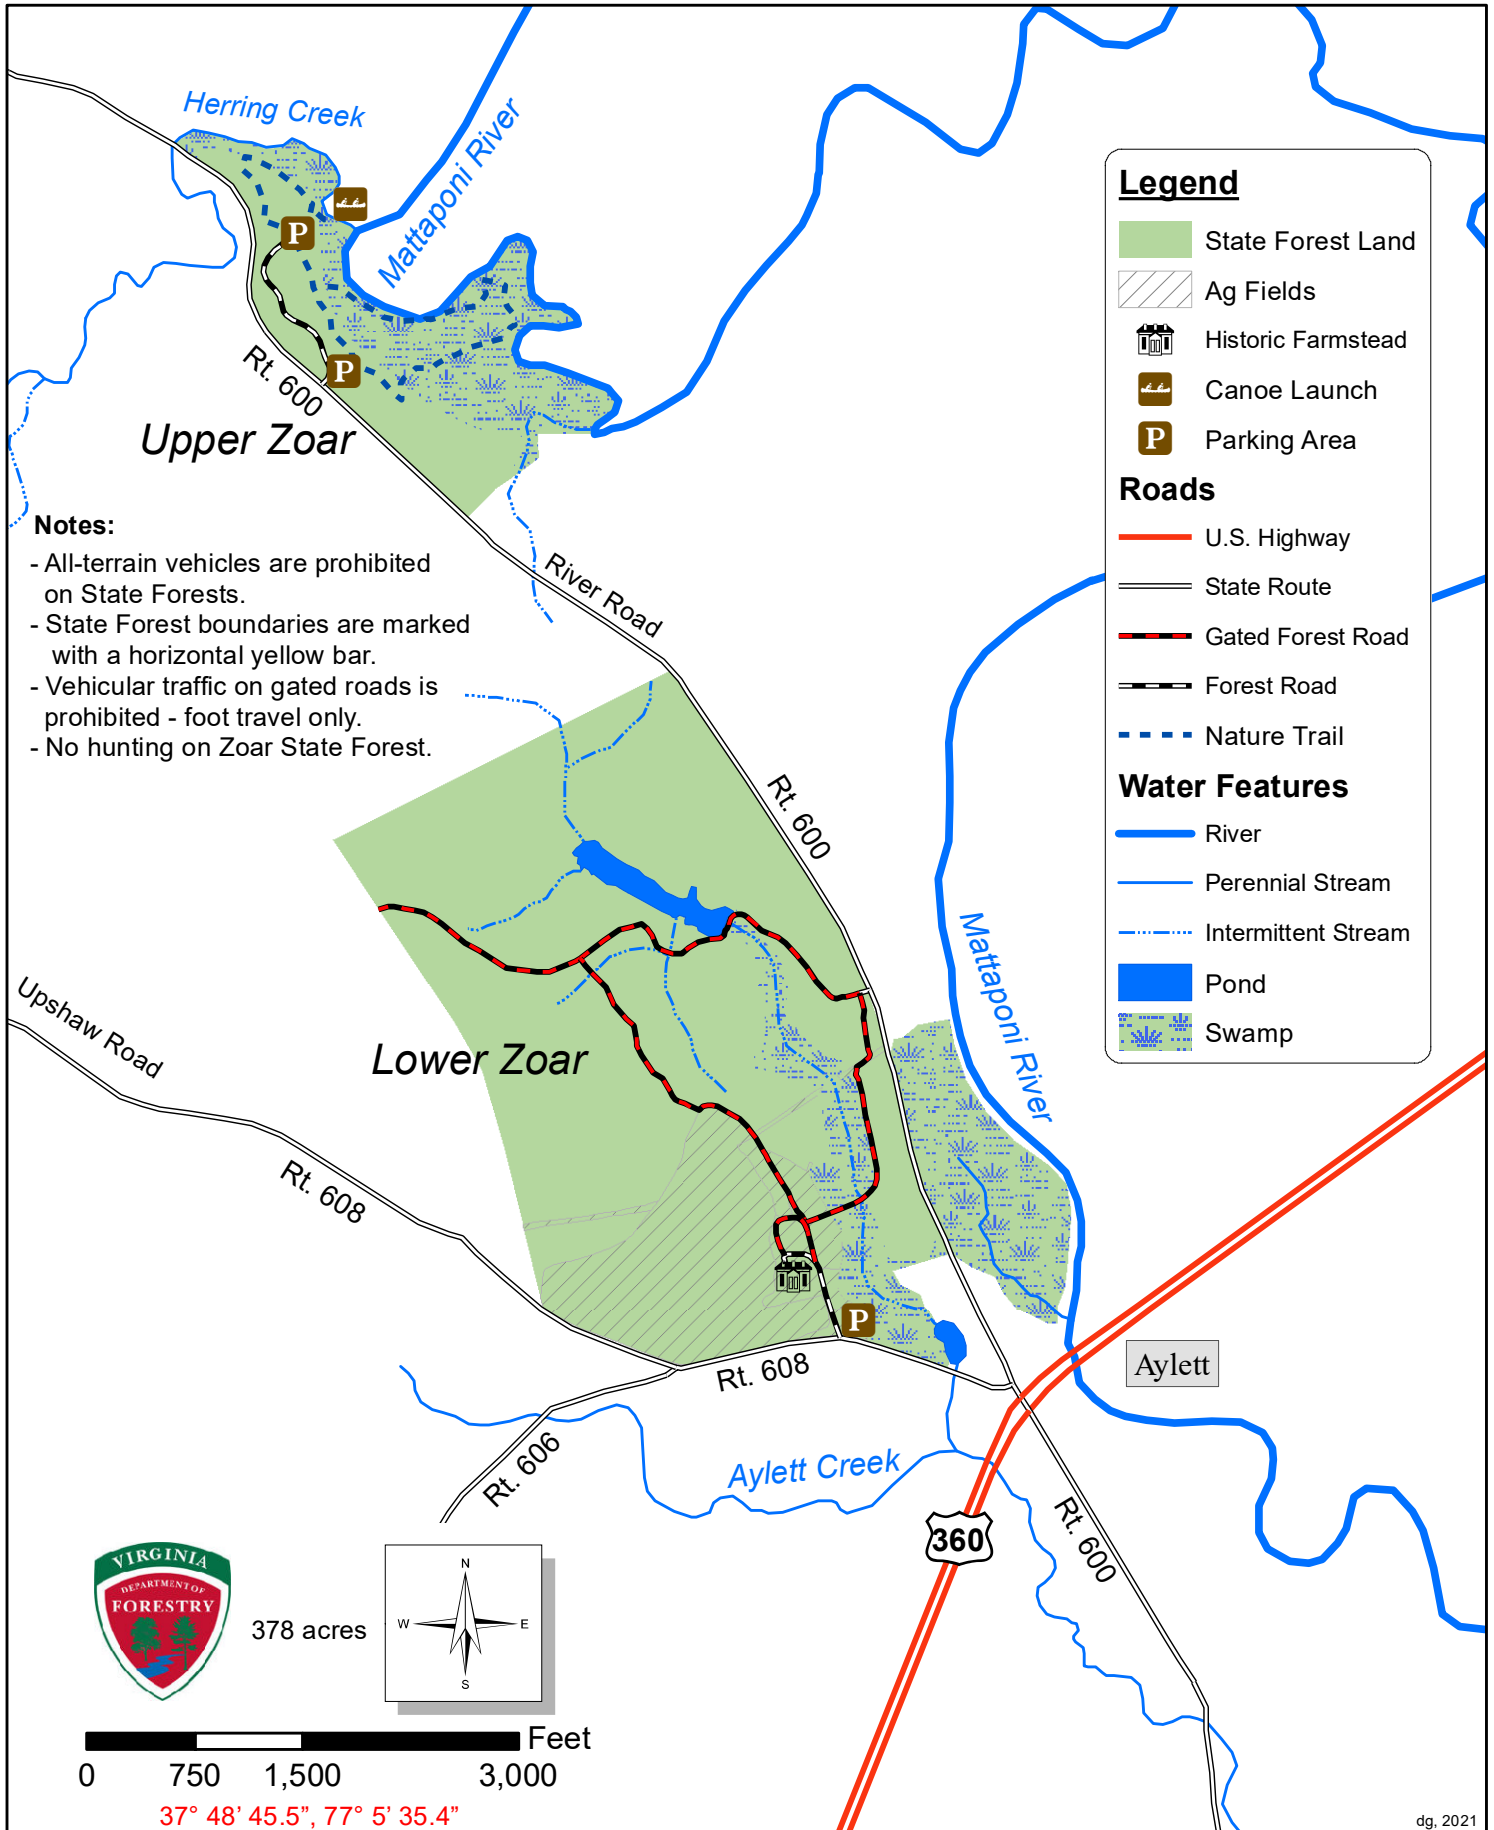 Herring Creek
Mattaponi River
P
P
Rt. 600
Upper Zoar
Notes:
- All-terrain vehicles are prohibited
on State Forests.
- State Forest boundaries are marked
with a horizontal yellow bar.
- Vehicular traffic on gated roads is
prohibited - foot travel only.
- No hunting on Zoar State Forest.
River Road
Rt. 600
Legend
State Forest Land
Ag Fields
Historic Farmstead
Canoe Launch
P Parking Area
Roads
U.S. Highway
State Route
Gated Forest Road
Forest Road
Nature Trail
Water Features
River
Perennial Stream
Intermittent Stream
Pond
Swamp
Mattaponi River
Upshaw Road
Lower Zoar
Rt. 608
P
Rt. 608
Aylett
Rt. 606
Aylett Creek
360
Rt. 600
VIRGINIA
DEPARTMENT OF
FORESTRY
378 acres
N
W E
S
Feet
0 750 1,500 3,000
37° 48' 45.5", 77° 5' 35.4"
dg, 2021